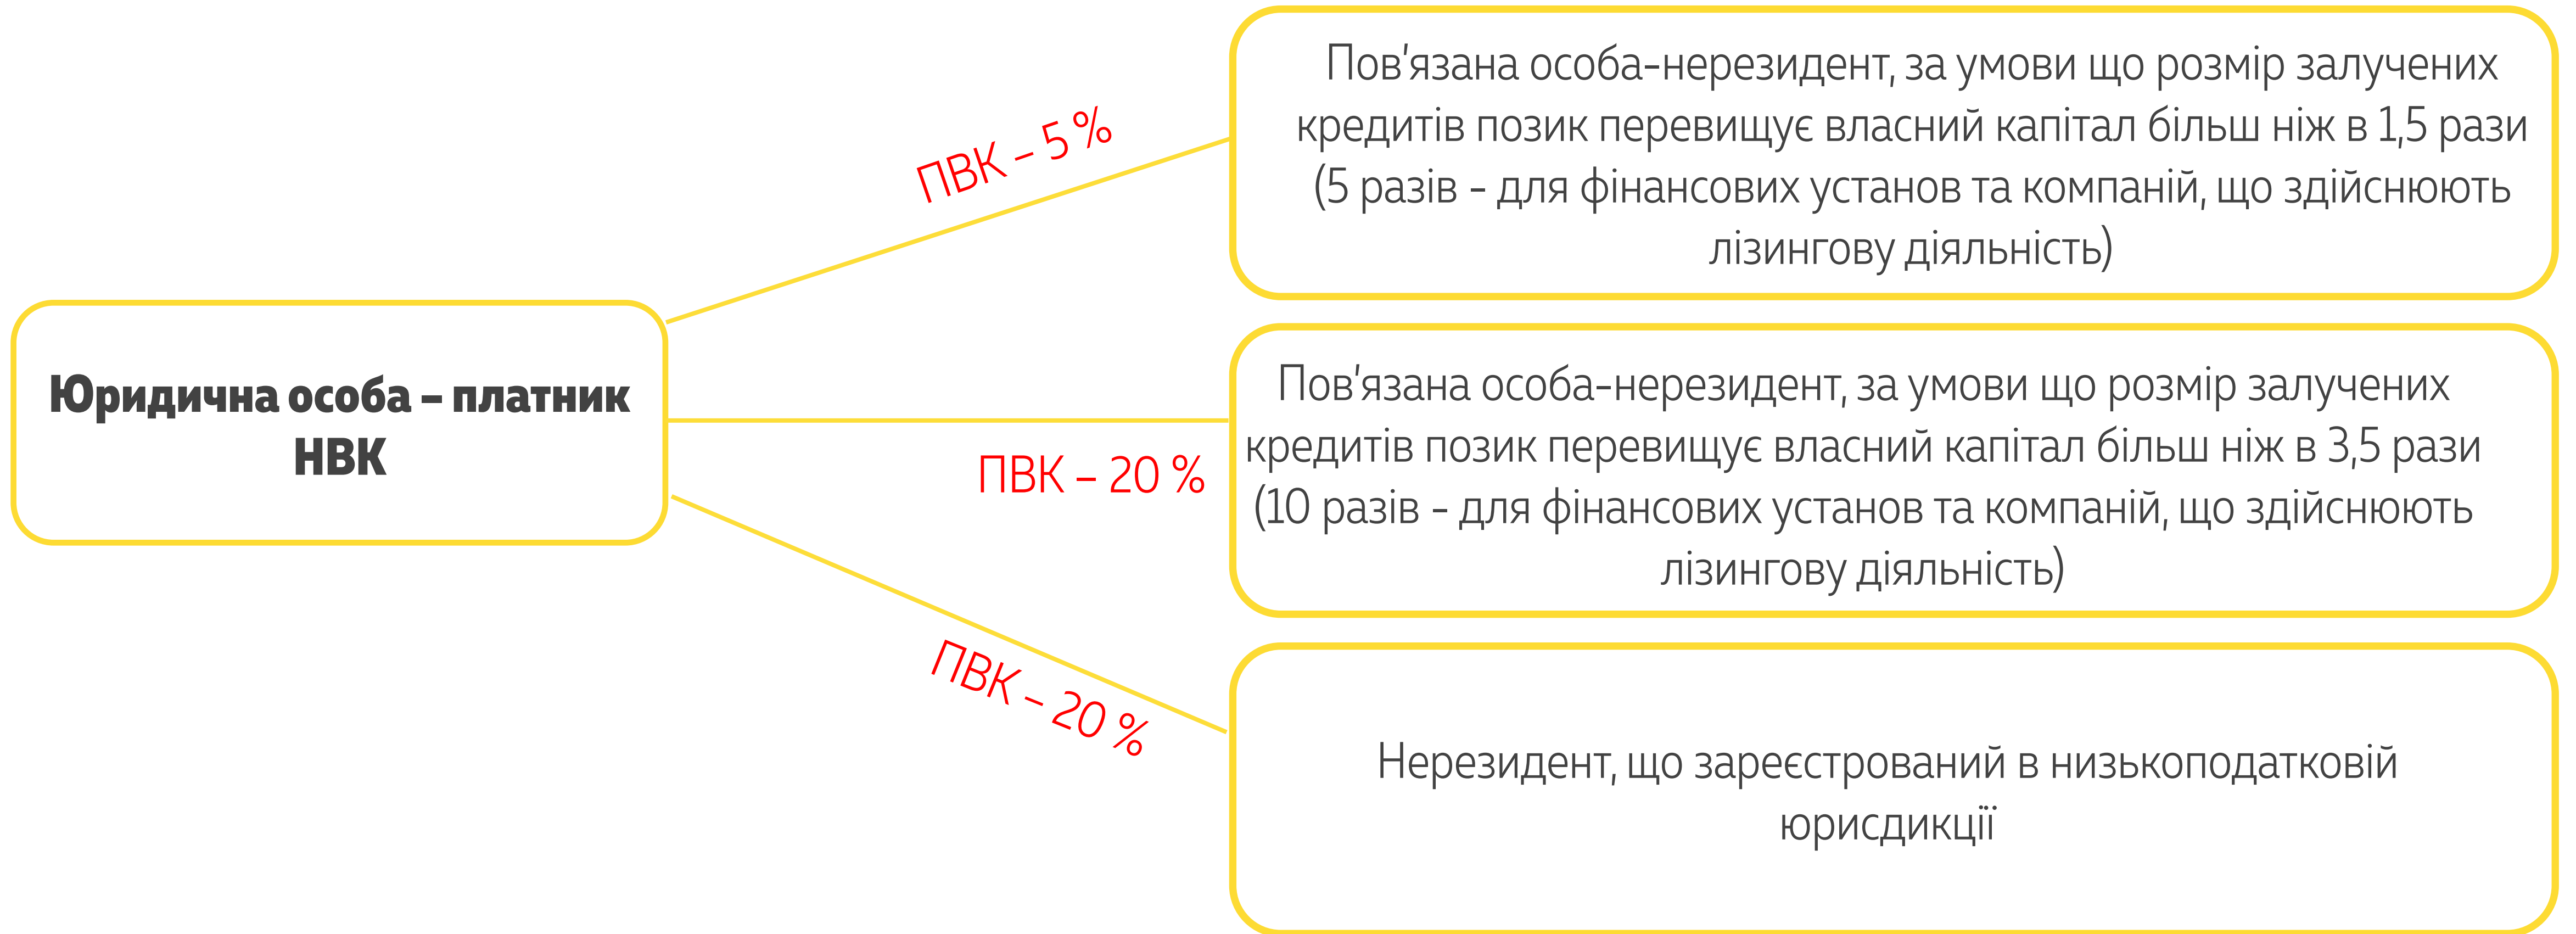 Пов'язана особа-нерезидент, за умови що розмір залучених
кредитів позик перевищує власний капітал більш ніж в 1,5 рази
(5 разів - для фінансових установ та компаній, що здійснюють
лізингову діяльність)
ПВК – 5 %
Юридична особа – платник
НВК
Пов'язана особа-нерезидент, за умови що розмір залучених
кредитів позик перевищує власний капітал більш ніж в 3,5 рази
(10 разів - для фінансових установ та компаній, що здійснюють
лізингову діяльність)
ПВК – 20 %
ПВК – 20 %
Нерезидент, що зареєстрований в низькоподатковій
юрисдикції